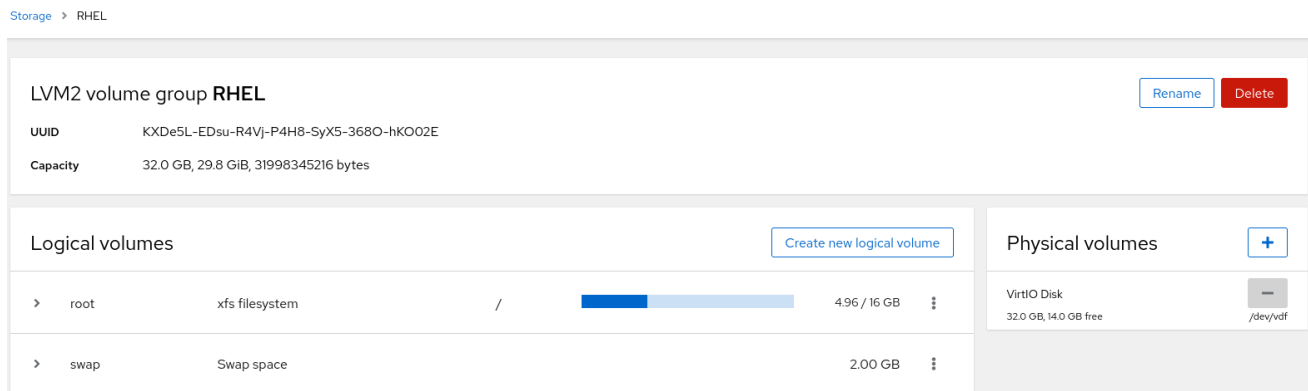 Storage > RHEL
LVM2 volume group RHEL
Rename
Delete
UUID KXDe5L-EDsu-R4Vj-P4H8-SyX5-368O-hKO02E
Capacity 32.0 GB, 29.8 GiB, 31998345216 bytes
Logical volumes
Create new logical volume
root xfs filesystem / 4.96 / 16 GB
swap Swap space 2.00 GB
Physical volumes
+
VirtIO Disk
−
32.0 GB, 14.0 GB free /dev/vdf